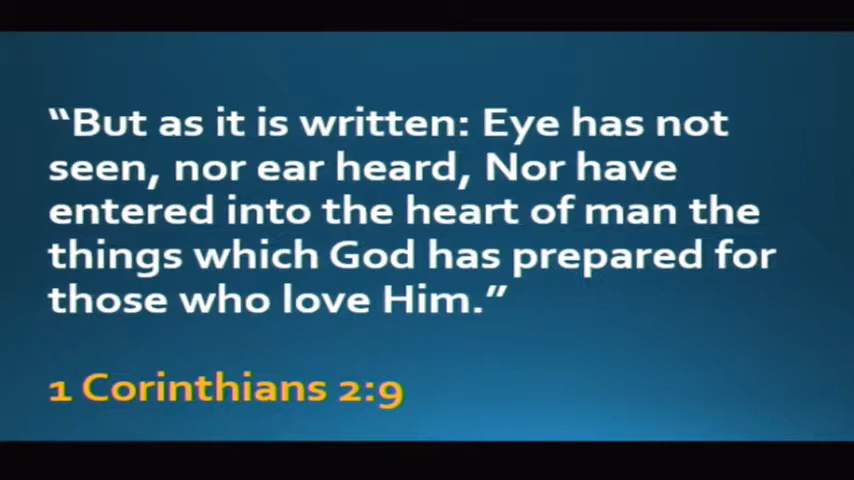 “But as it is written: Eye has not
seen, nor ear heard, Nor have
entered into the heart of man the
things which God has prepared for
those who love Him.”
1 Corinthians 2:9